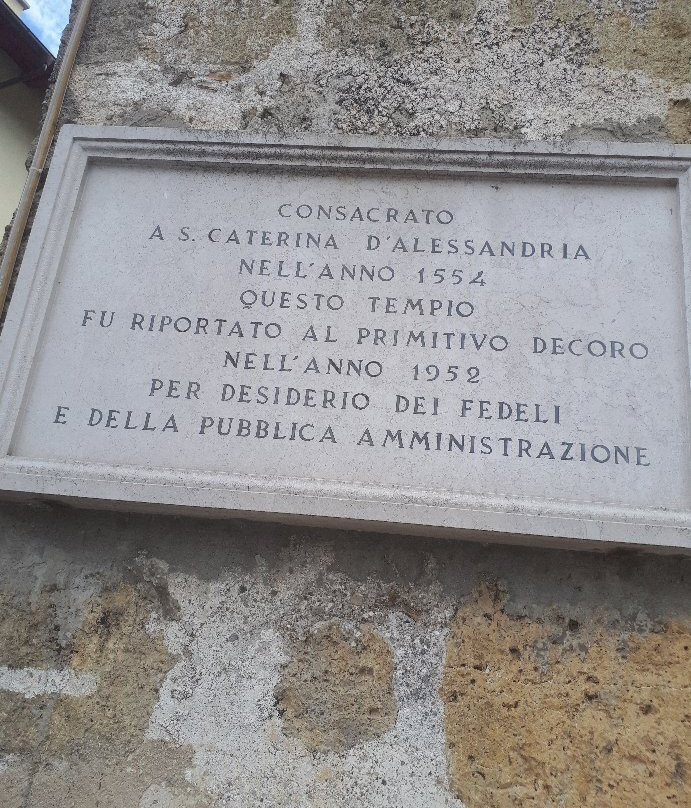 CONSACRATO
A S. CATERINA D'ALESSANDRIA
NELL'ANNO 1554
QUESTO TEMPIO
FU RIPORTATO AL PRIMITIVO DECORO
NELL'ANNO 1952
PER DESIDERIO DEI FEDELI
E DELLA PUBBLICA AMMINISTRAZIONE